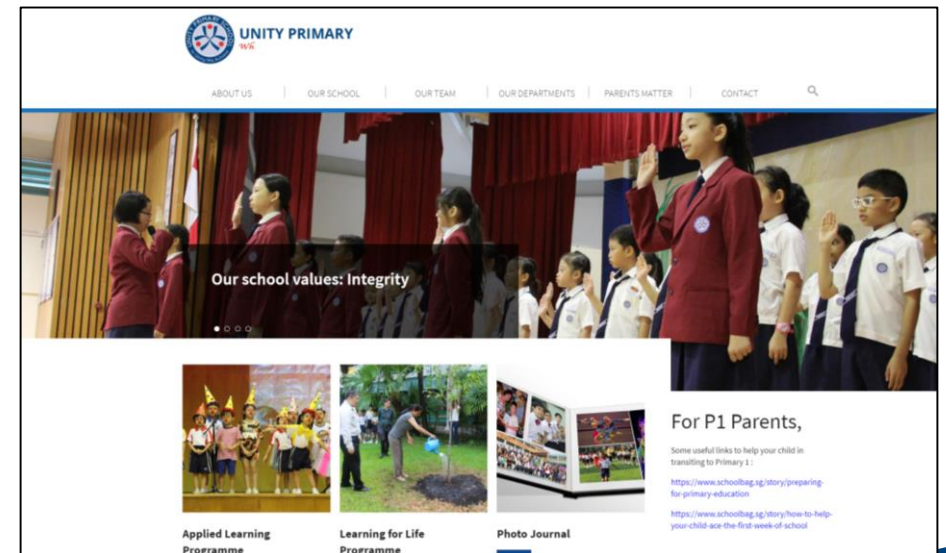 UNITY PRIMARY
ABOUT US
OUR SCHOOL
OUR TEAM
OUR DEPARTMENTS
PARENTS MATTER
CONTACT
Our school values: Integrity
Applied Learning
Programme
Learning for Life
Programme
Photo Journal
For P1 Parents,
Some useful links to help your child in
transiting to Primary 1 :
https://www.schoolbag.sg/story/preparing-
for-primary-education
https://www.schoolbag.sg/story/how-to-help-
your-child-ace-the-first-week-of-school